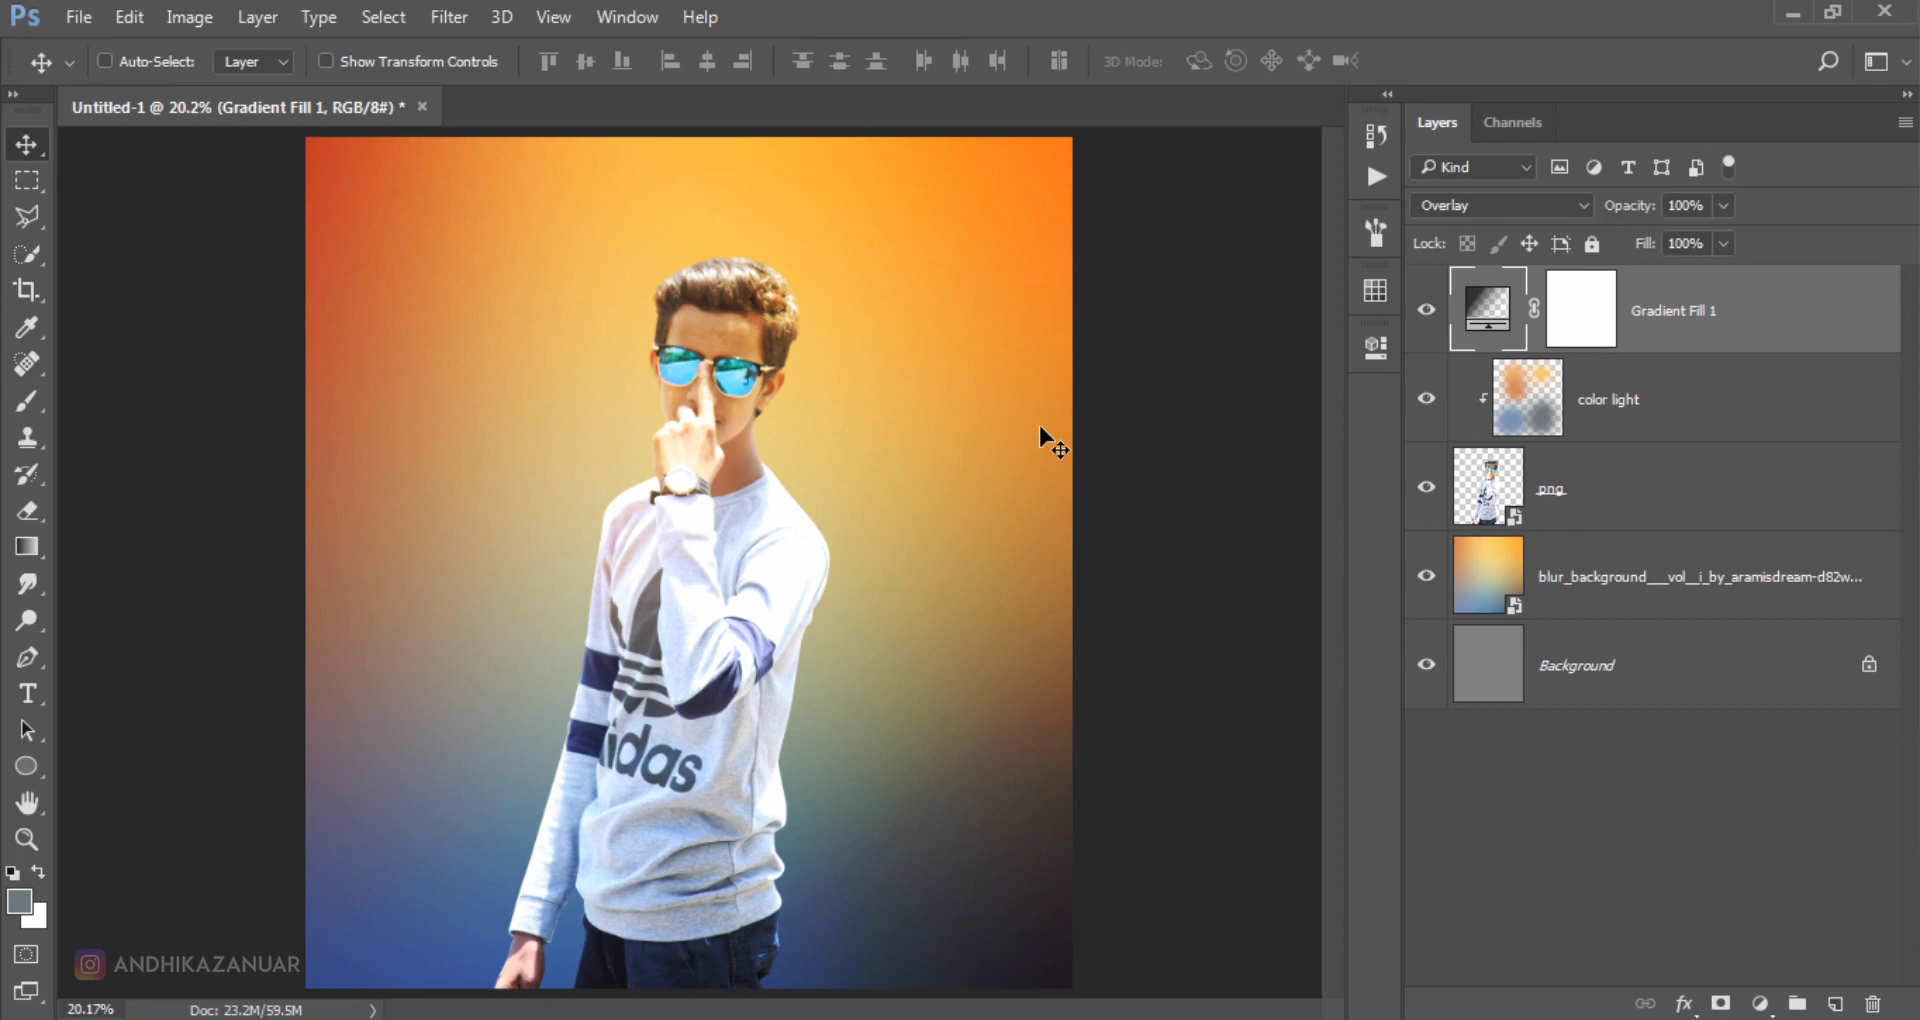 Ps File Edit Image Layer Type Select Filter 3D View Window Help
Auto-Select: Layer Show Transform Controls 3D Mode:
Untitled-1 @ 20.2% (Gradient Fill 1, RGB/8#) *
Layers Channels
Kind
Overlay Opacity: 100%
Lock: Fill: 100%
Gradient Fill 1
color light
png
blur_background___vol__i_by_aramisdream-d82w...
Background
idas
ANDHIKAZANUAR
20.17% Doc: 23.2M/59.5M
fx